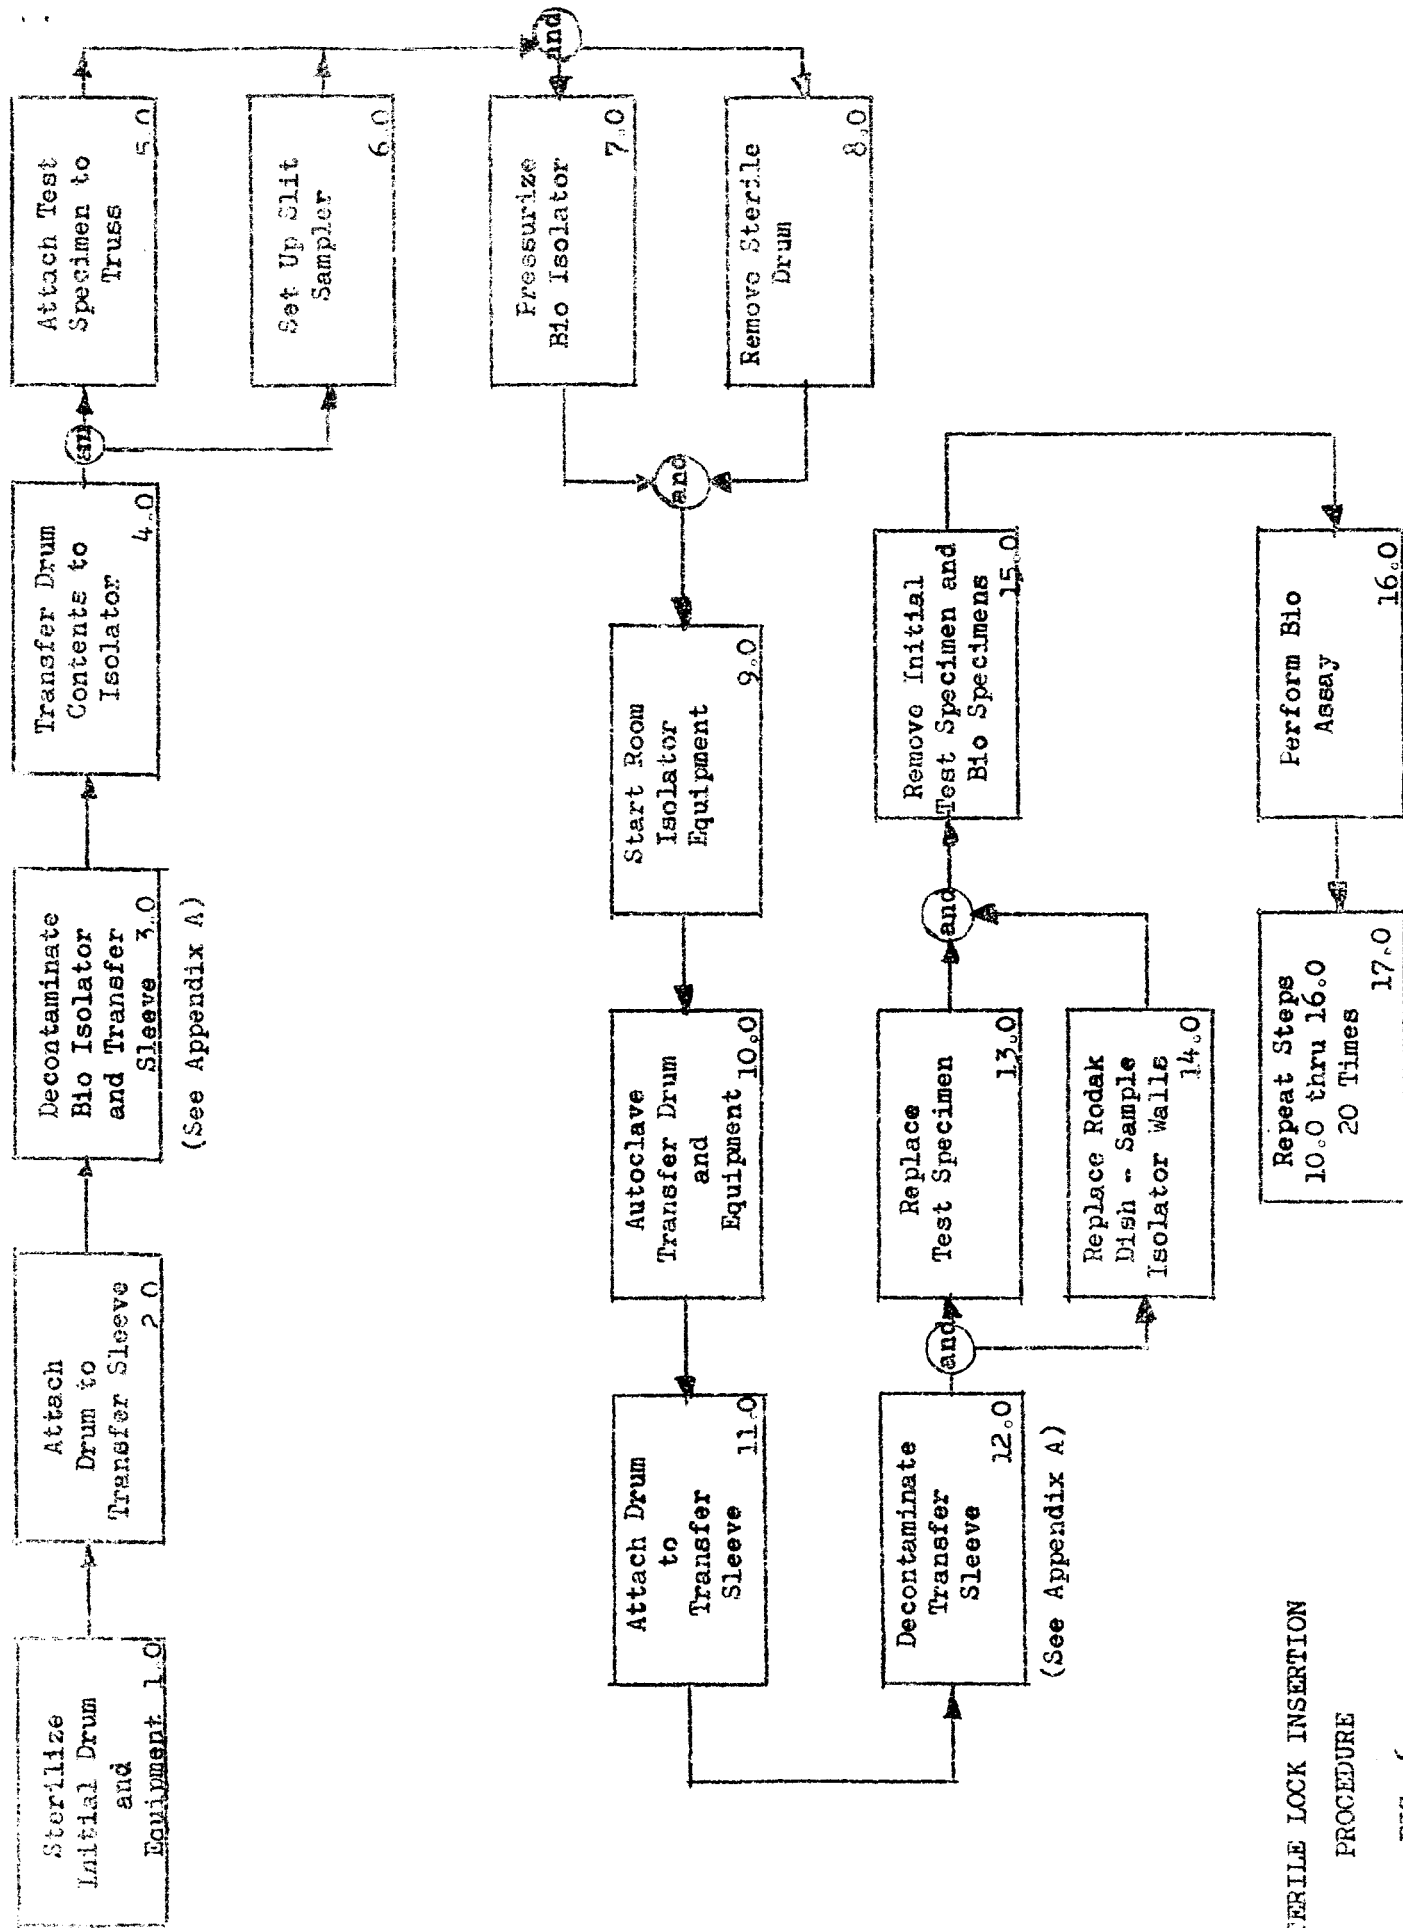 Sterilize
Initial Drum
and
Equipment 1.0
Attach
Drum to
Transfer Sleeve
2.0
Decontaminate
Bio Isolator
and Transfer
Sleeve 3.0
(See Appendix A)
Transfer Drum
Contents to
Isolator
4.0
and
Attach Test
Specimen to
Truss
5.0
Set Up Slit
Sampler
6.0
and
Pressurize
Bio Isolator
7.0
Remove Sterile
Drum
8.0
and
Start Room
Isolator
Equipment
9.0
Autoclave
Transfer Drum
and
Equipment 10.0
Attach Drum
to
Transfer
Sleeve
11.0
Decontaminate
Transfer
Sleeve
12.0
(See Appendix A)
and
Replace
Test Specimen
13.0
Replace Rodak
Dish - Sample
Isolator Walls
14.0
and
Remove Initial
Test Specimen and
Bio Specimens
15.0
Perform Bio
Assay
16.0
Repeat Steps
10.0 thru 16.0
20 Times
17.0
TERILE LOCK INSERTION
PROCEDURE